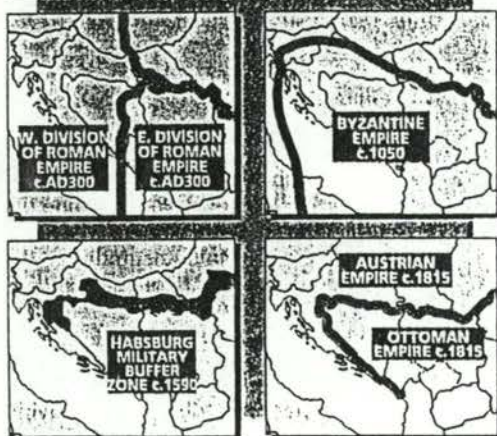 W. DIVISION
OF ROMAN
EMPIRE
c.AD300
E. DIVISION
OF ROMAN
EMPIRE
c.AD300
BYZANTINE
EMPIRE
c.1050
HABSBURG
MILITARY
BUFFER
ZONE c.1590
AUSTRIAN
EMPIRE c.1815
OTTOMAN
EMPIRE c.1815